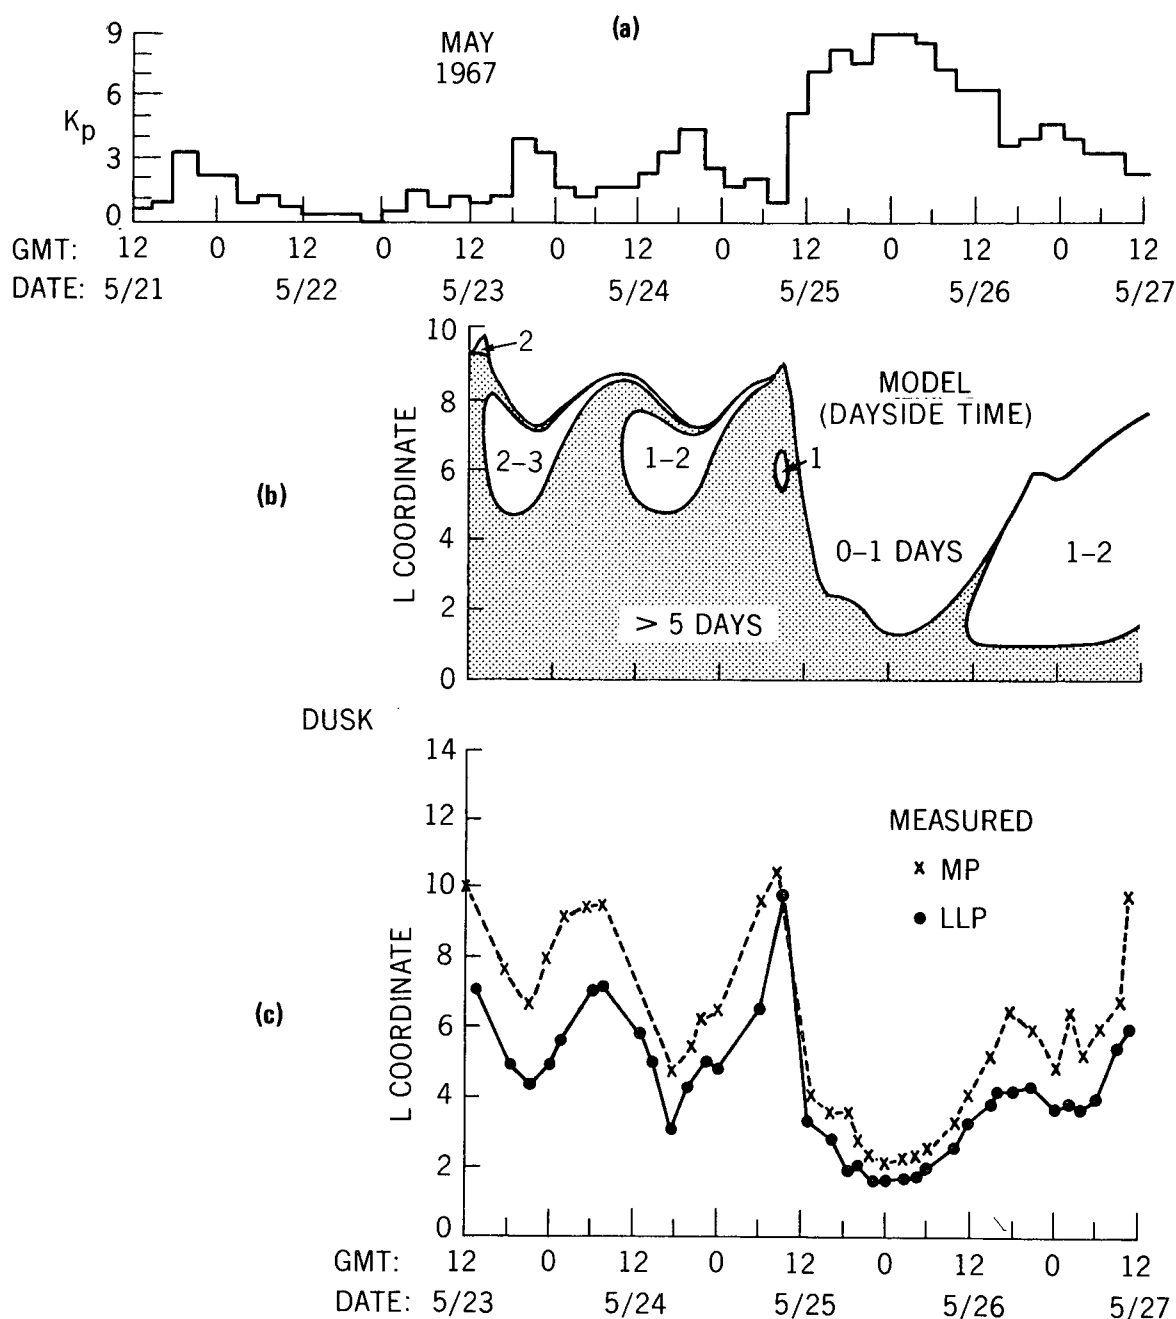 (a)
MAY
1967
9
6
Kp
3
0
GMT: 12 0 12 0 12 0 12 0 12 0 12 0 12
DATE: 5/21 5/22 5/23 5/24 5/25 5/26 5/27
(b)
L COORDINATE
10
8
6
4
2
0
2
2-3
1-2
1
MODEL
(DAYSIDE TIME)
0-1 DAYS
1-2
> 5 DAYS
DUSK
(c)
L COORDINATE
14
12
10
8
6
4
2
0
MEASURED
x MP
● LLP
GMT: 12 0 12 0 12 0 12 0 12
DATE: 5/23 5/24 5/25 5/26 5/27